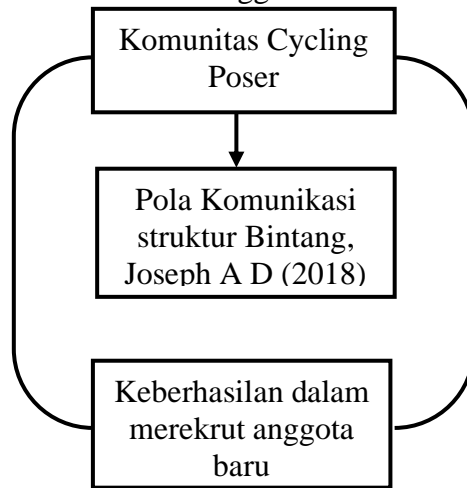 Komunitas Cycling
Poser
Pola Komunikasi
struktur Bintang,
Joseph A D (2018)
Keberhasilan dalam
merekrut anggota
baru